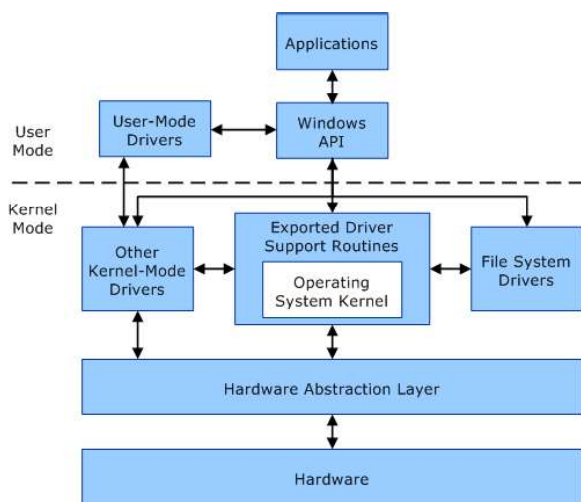 Applications
User-Mode
Drivers
Windows
API
User
Mode
Kernel
Mode
Other
Kernel-Mode
Drivers
Exported Driver
Support Routines
Operating
System Kernel
File System
Drivers
Hardware Abstraction Layer
Hardware